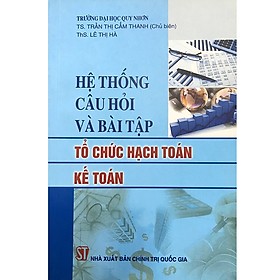 TRƯỜNG ĐẠI HỌC QUY NHƠN
TS. TRẦN THỊ CẨM THANH (Chủ biên)
ThS. LÊ THỊ HÀ
HỆ THỐNG
CÂU HỎI
VÀ BÀI TẬP
TỔ CHỨC HẠCH TOÁN
KẾ TOÁN
ST NHÀ XUẤT BẢN CHÍNH TRỊ QUỐC GIA